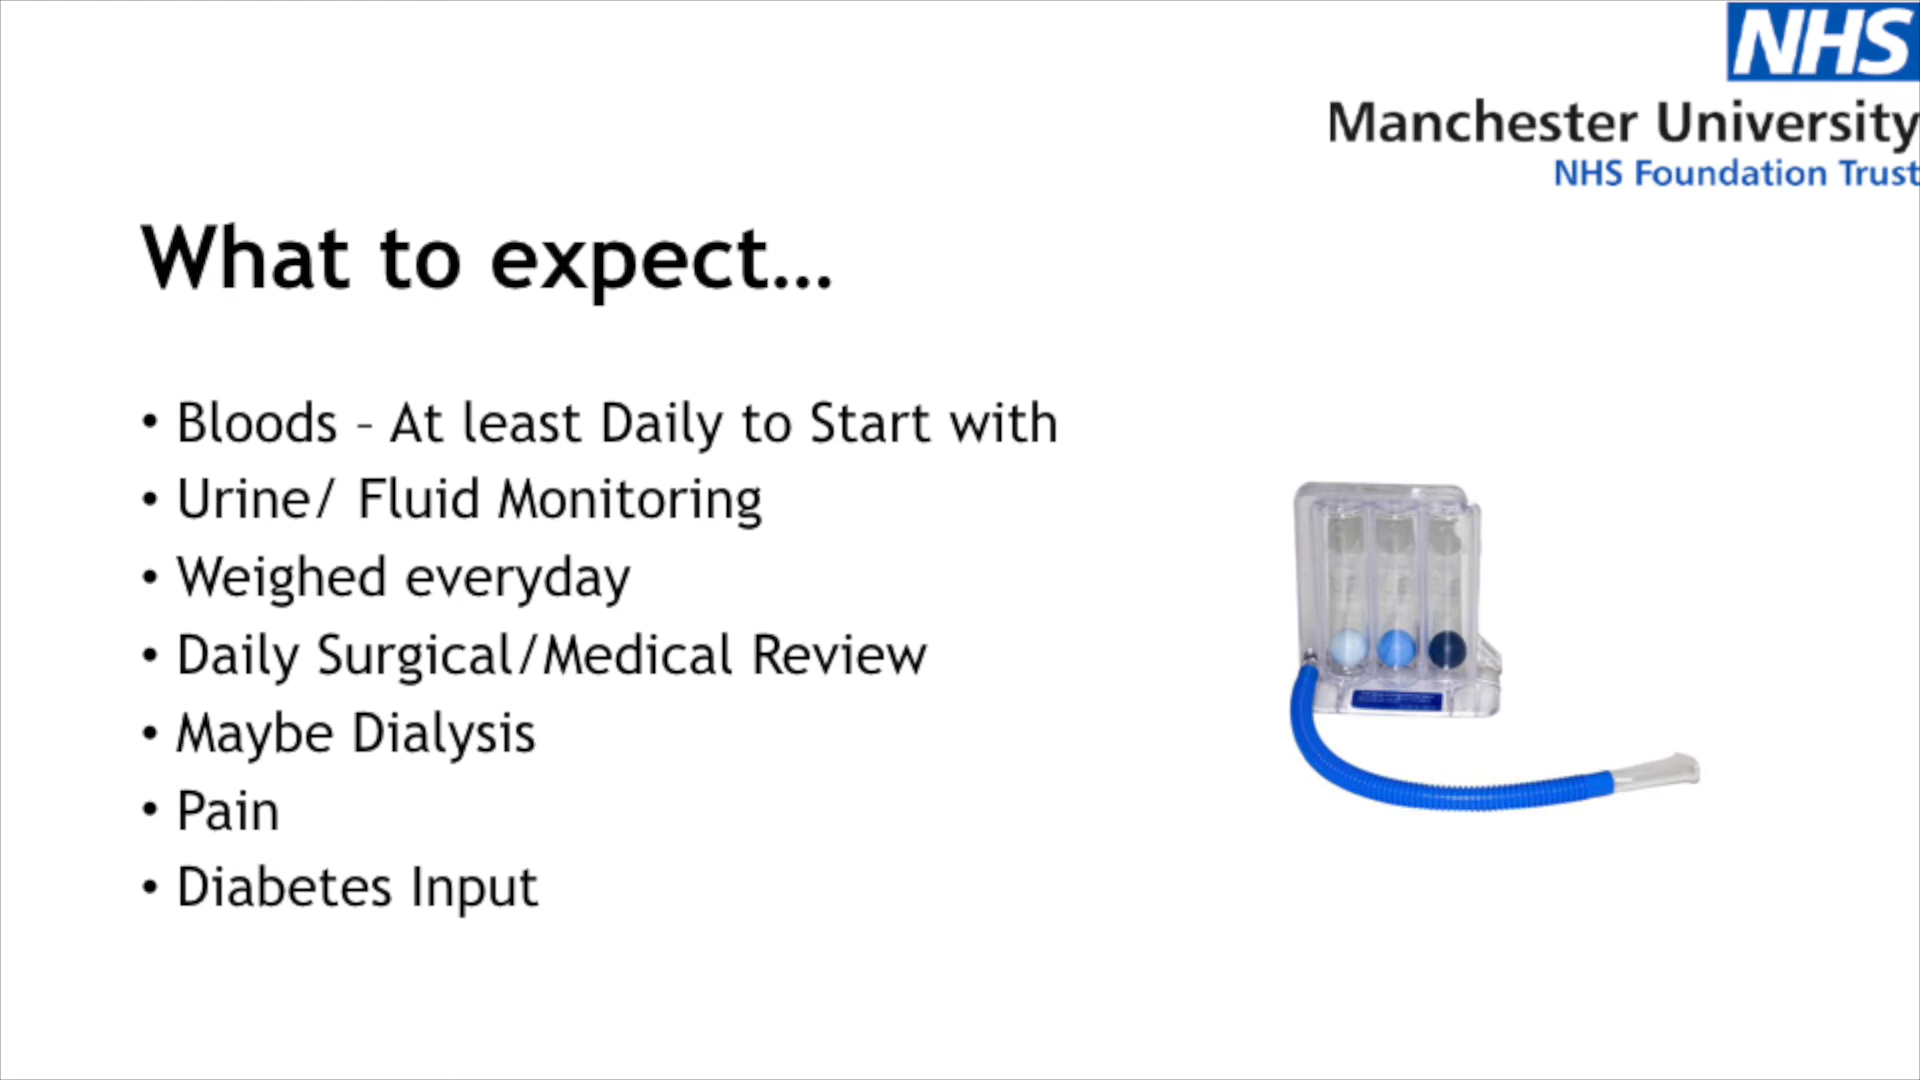 NHS
Manchester University
NHS Foundation Trust
What to expect...
• Bloods – At least Daily to Start with
• Urine/ Fluid Monitoring
• Weighed everyday
• Daily Surgical/Medical Review
• Maybe Dialysis
• Pain
• Diabetes Input